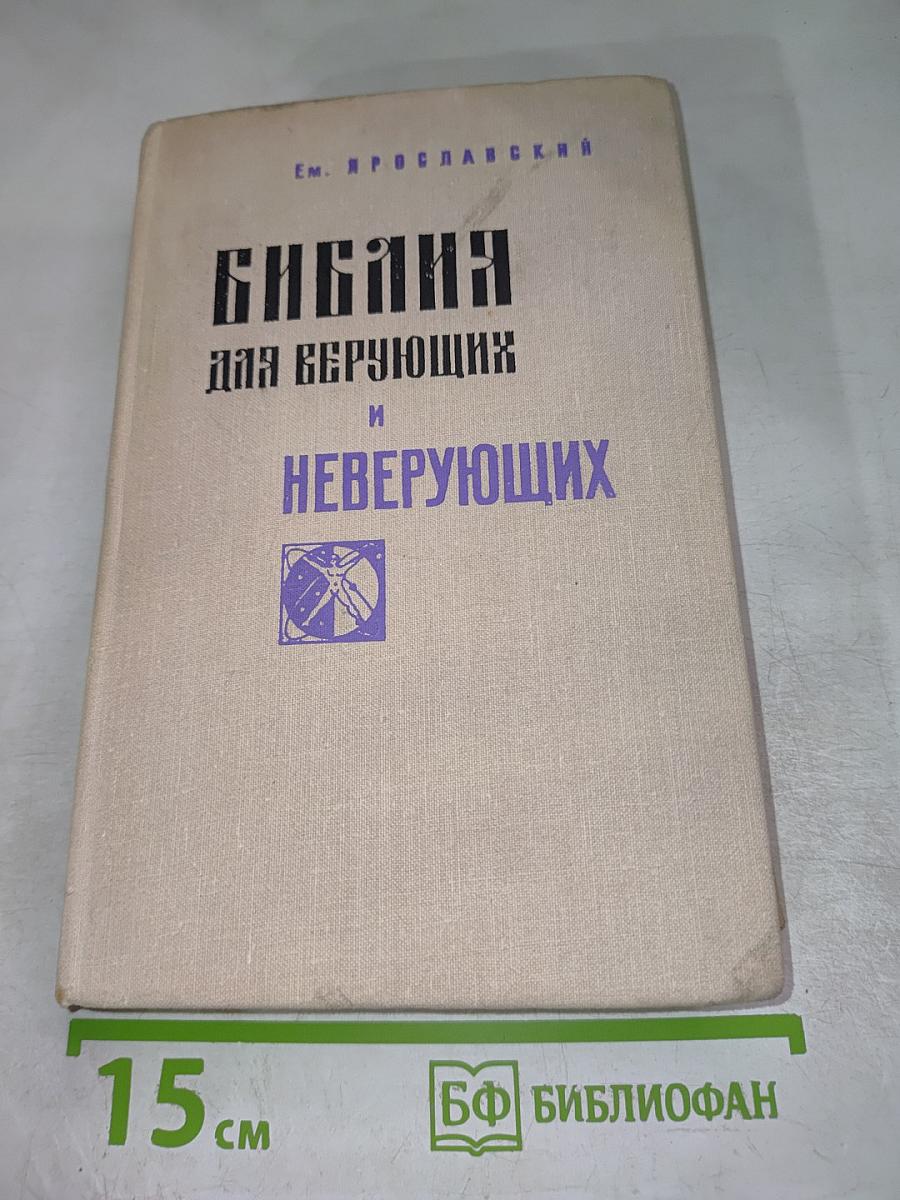 Ем. ЯРОСЛАВСКИЙ
БИБЛИЯ
ДЛЯ ВЕРУЮЩИХ
И
НЕВЕРУЮЩИХ
15 см
БФ БИБЛИОФАН